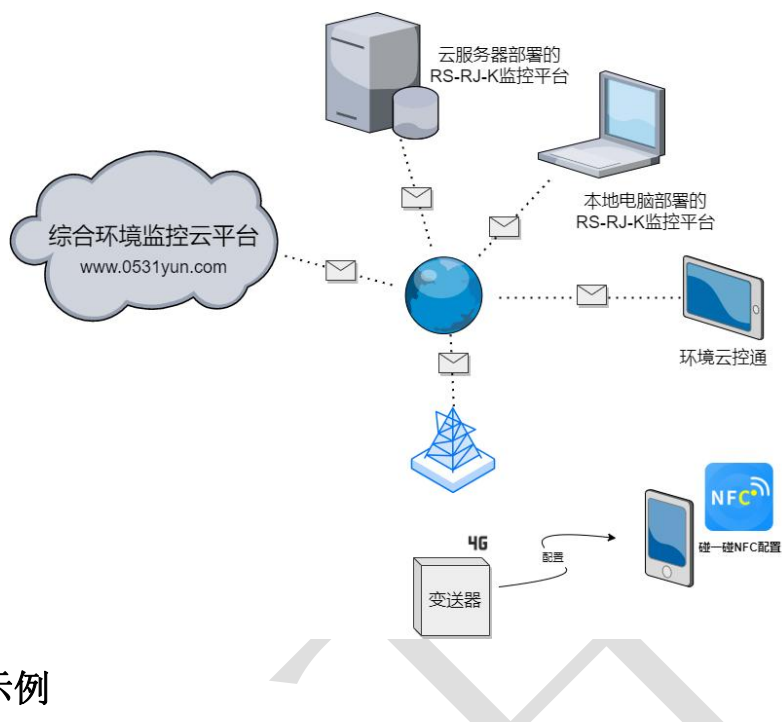 云服务器部署的
RS-RJ-K监控平台
本地电脑部署的
RS-RJ-K监控平台
综合环境监控云平台
www.0531yun.com
环境云控通
NFC
碰一碰NFC配置
4G
配置
变送器
示例